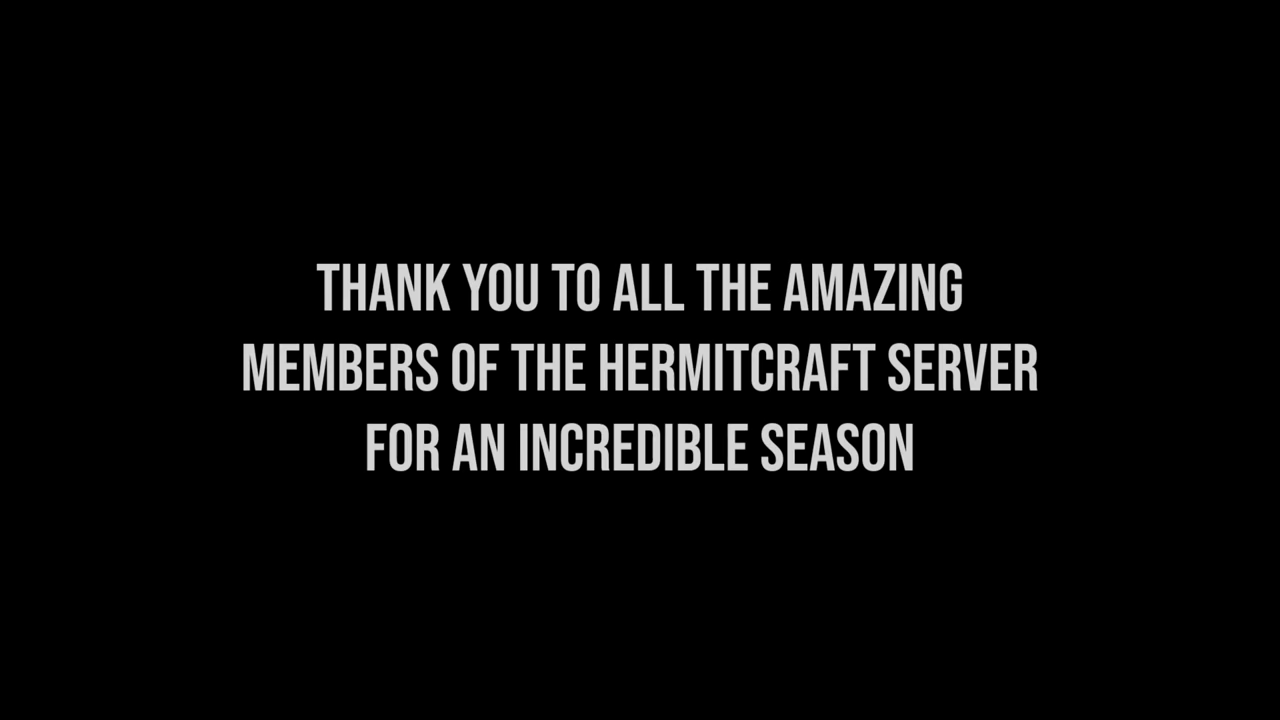 THANK YOU TO ALL THE AMAZING
MEMBERS OF THE HERMITCRAFT SERVER
FOR AN INCREDIBLE SEASON